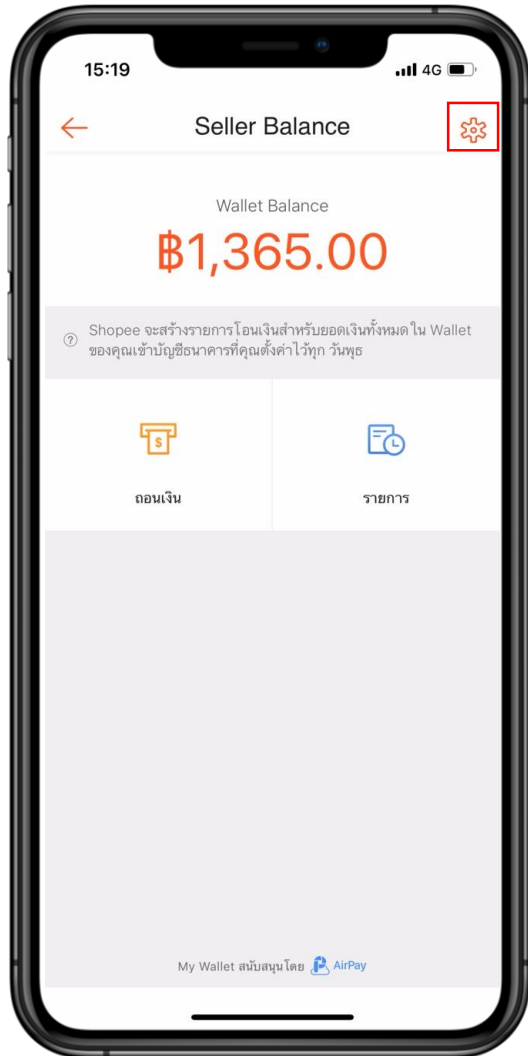 15:19
4G
Seller Balance
Wallet Balance
฿1,365.00
Shopee จะสร้างรายการโอนเงินสำหรับยอดเงินทั้งหมด ใน Wallet
ของคุณเข้าบัญชีธนาคารที่คุณตั้งค่าไว้ทุก วันพุธ
ถอนเงิน
รายการ
My Wallet สนับสนุนโดย AirPay